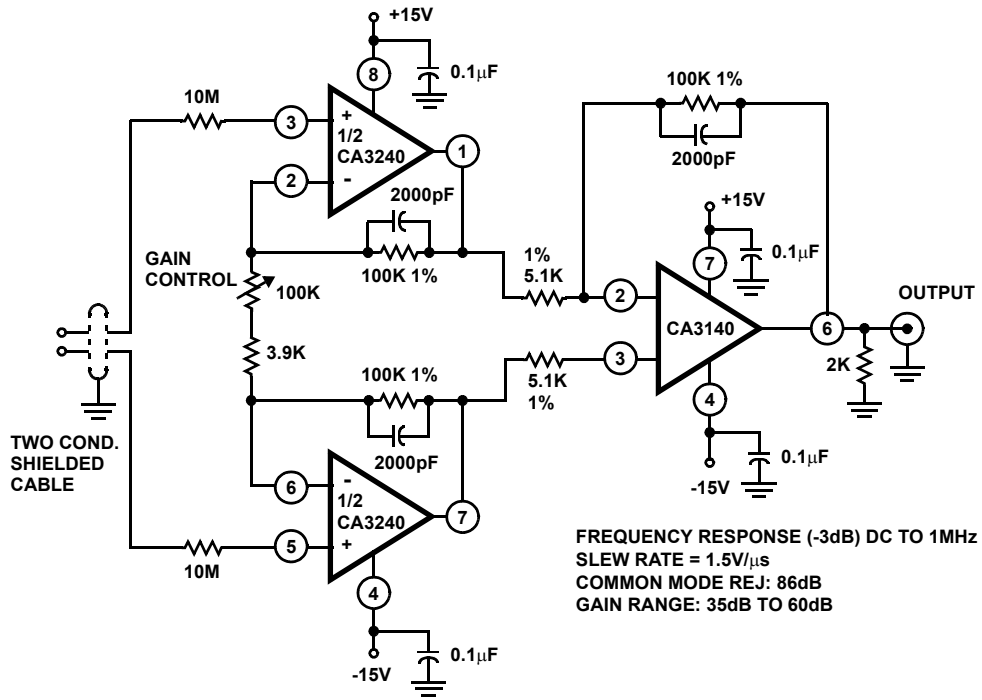 +15V
8
0.1μF
10M
3
+
1/2
CA3240
1
2
-
2000pF
100K 1%
GAIN
CONTROL
100K
3.9K
100K 1%
2000pF
6
-
1/2
CA3240
7
5
+
10M
4
-15V
0.1μF
TWO COND.
SHIELDED
CABLE
1%
5.1K
5.1K
1%
100K 1%
2000pF
+15V
0.1μF
7
2
CA3140
3
6
OUTPUT
2K
4
0.1μF
-15V
FREQUENCY RESPONSE (-3dB) DC TO 1MHz
SLEW RATE = 1.5V/μs
COMMON MODE REJ: 86dB
GAIN RANGE: 35dB TO 60dB